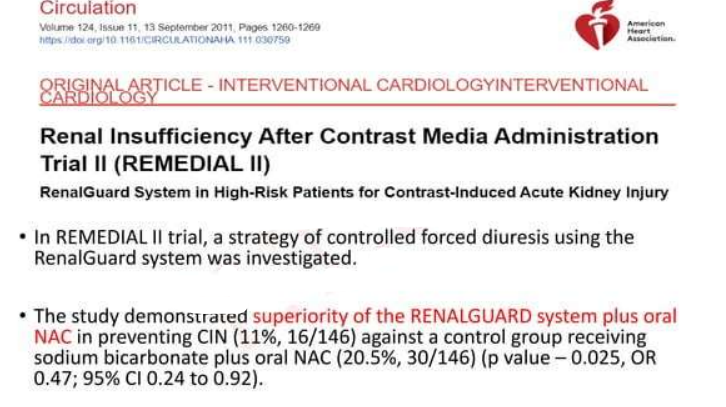 Circulation
Volume 124, Issue 11, 13 September 2011, Pages 1260-1269
https://doi.org/10.1161/CIRCULATIONAHA.111.030759
American
Heart
Association.
ORIGINAL ARTICLE - INTERVENTIONAL CARDIOLOGYINTERVENTIONAL
CARDIOLOGY
Renal Insufficiency After Contrast Media Administration
Trial II (REMEDIAL II)
RenalGuard System in High-Risk Patients for Contrast-Induced Acute Kidney Injury
• In REMEDIAL II trial, a strategy of controlled forced diuresis using the
RenalGuard system was investigated.
• The study demonstrated superiority of the RENALGUARD system plus oral
NAC in preventing CIN (11%, 16/146) against a control group receiving
sodium bicarbonate plus oral NAC (20.5%, 30/146) (p value – 0.025, OR
0.47; 95% CI 0.24 to 0.92).